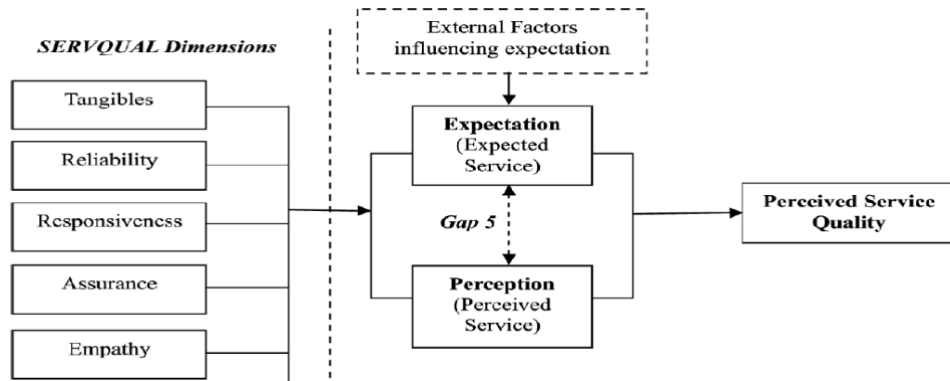 SERVQUAL Dimensions
Tangibles
Reliability
Responsiveness
Assurance
Empathy
External Factors
influencing expectation
Expectation
(Expected
Service)
Gap 5
Perception
(Perceived
Service)
Perceived Service
Quality